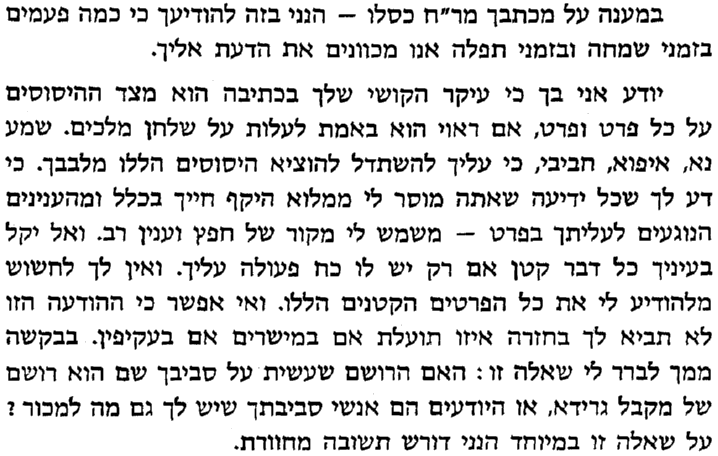 במענה על מכתבך מר״ח כסלו — הנני בזה להודיעך כי כמה פעמים
בזמני שמחה ובזמני תפלה אנו מכוונים את הדעת אליך.
יודע אני בך כי עיקר הקושי שלך בכתיבה הוא מצד ההיסוסים
על כל פרט ופרט, אם ראוי הוא באמת לעלות על שלחן מלכים. שמע
נא, איפוא, חביבי, כי עליך להשתדל להוציא היסוסים הללו מלבבך. כי
דע לך שכל ידיעה שאתה מוסר לי ממלוא היקף חייך בכלל ומהענינים
הנוגעים לעליתך בפרט — משמש לי מקור של חפץ וענין רב. ואל יקל
בעיניך כל דבר קטן אם רק יש לו כח פעולה עליך. ואין לך לחשוש
מלהודיע לי את כל הפרטים הקטנים הללו. ואי אפשר כי ההודעה הזו
לא תביא לך בחזרה איזו תועלת אם במישרים אם בעקיפין. בבקשה
ממך לברר לי שאלה זו: האם הרושם שעשית על סביבך שם הוא רושם
של מקבל גרידא, או היודעים הם אנשי סביבתך שיש לך גם מה למכור?
על שאלה זו במיוחד הנני דורש תשובה מחוורת.